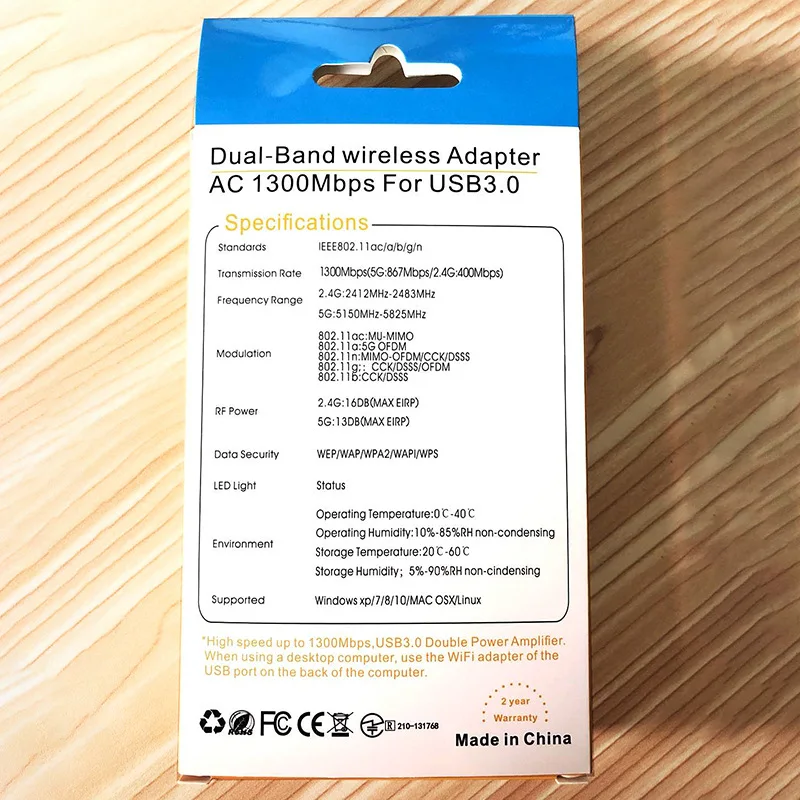 Dual-Band wireless Adapter
AC 1300Mbps For USB3.0
Specifications
Standards IEEE802.11ac/a/b/g/n
Transmission Rate 1300Mbps(5G:867Mbps/2.4G:400Mbps)
Frequency Range 2.4G:2412MHz-2483MHz
5G:5150MHz-5825MHz
Modulation 802.11ac:MU-MIMO
802.11a:5G OFDM
802.11n:MIMO-OFDM/CCK/DSSS
802.11g;: CCK/DSSS/OFDM
802.11b:CCK/DSSS
RF Power 2.4G:16DB(MAX EIRP)
5G:13DB(MAX EIRP)
Data Security WEP/WAP/WPA2/WAPI/WPS
LED Light Status
Environment Operating Temperature:0℃-40℃
Operating Humidity:10%-85%RH non-condensing
Storage Temperature:20℃-60℃
Storage Humidity; 5%-90%RH non-cindensing
Supported Windows xp/7/8/10/MAC OSX/Linux
*High speed up to 1300Mbps,USB3.0 Double Power Amplifier.
When using a desktop computer, use the WiFi adapter of the
USB port on the back of the computer.
2 year
Warranty
RoHS FC CE R 210-131768
Made in China